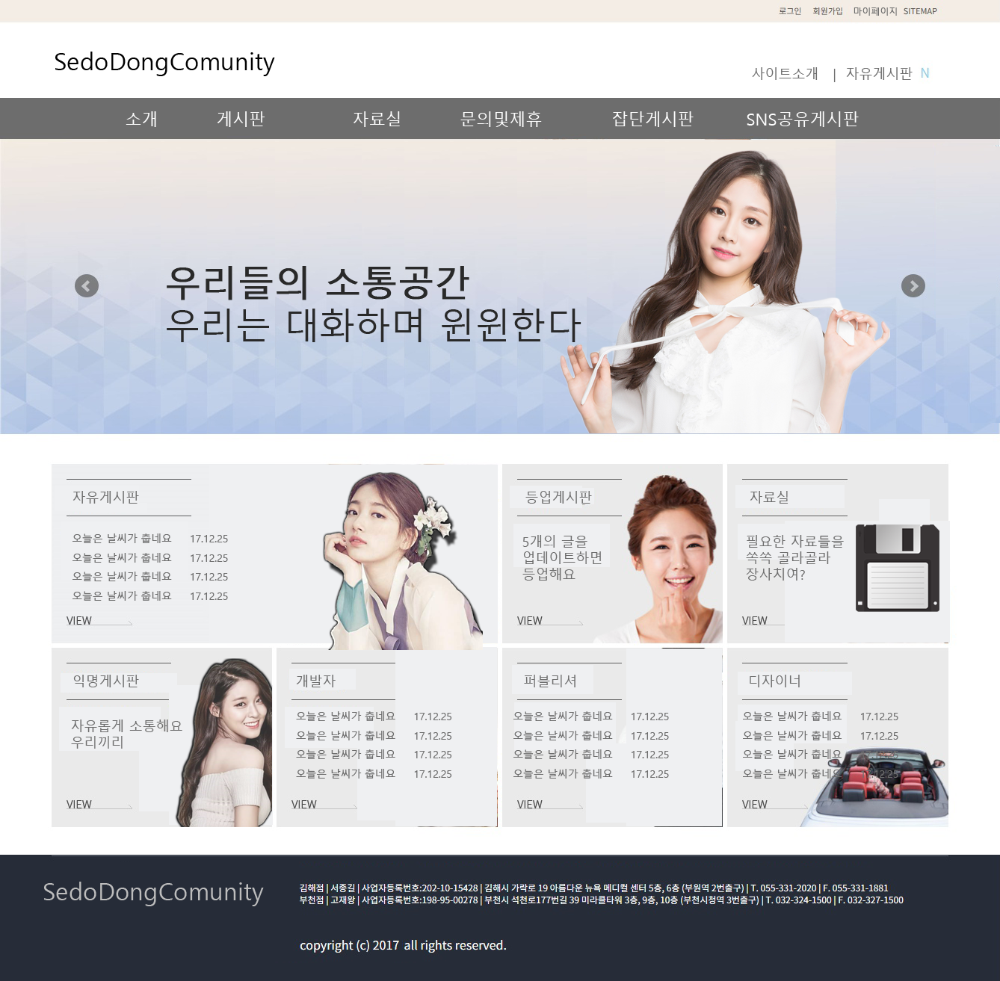 로그인 회원가입 마이페이지 SITEMAP
SedoDongComunity
사이트소개 | 자유게시판 N
소개 게시판 자료실 문의및제휴 잡단게시판 SNS공유게시판
우리들의 소통공간
우리는 대화하며 윈윈한다
자유게시판
오늘은 날씨가 춥네요 17.12.25
오늘은 날씨가 춥네요 17.12.25
오늘은 날씨가 춥네요 17.12.25
오늘은 날씨가 춥네요 17.12.25
VIEW
등업게시판
5개의 글을
업데이트하면
등업해요
VIEW
자료실
필요한 자료들을
쏙쏙 골라골라
장사치여?
VIEW
익명게시판
자유롭게 소통해요
우리끼리
VIEW
개발자
오늘은 날씨가 춥네요 17.12.25
오늘은 날씨가 춥네요 17.12.25
오늘은 날씨가 춥네요 17.12.25
오늘은 날씨가 춥네요 17.12.25
VIEW
퍼블리셔
오늘은 날씨가 춥네요 17.12.25
오늘은 날씨가 춥네요 17.12.25
오늘은 날씨가 춥네요 17.12.25
오늘은 날씨가 춥네요 17.12.25
VIEW
디자이너
오늘은 날씨가 춥네요 17.12.25
오늘은 날씨가 춥네요 17.12.25
오늘은 날씨가 춥네요 17.12.25
오늘은 날씨가 춥네요 17.12.25
VIEW
SedoDongComunity
김해점 | 서종길 | 사업자등록번호:202-10-15428 | 김해시 가락로 19 아름다운 뉴욕 메디컬 센터 5층, 6층 (부원역 2번출구) | T. 055-331-2020 | F. 055-331-1881
부천점 | 고재왕 | 사업자등록번호:198-95-00278 | 부천시 석천로177번길 39 미라클타워 3층, 9층, 10층 (부천시청역 3번출구) | T. 032-324-1500 | F. 032-327-1500
copyright (c) 2017 all rights reserved.